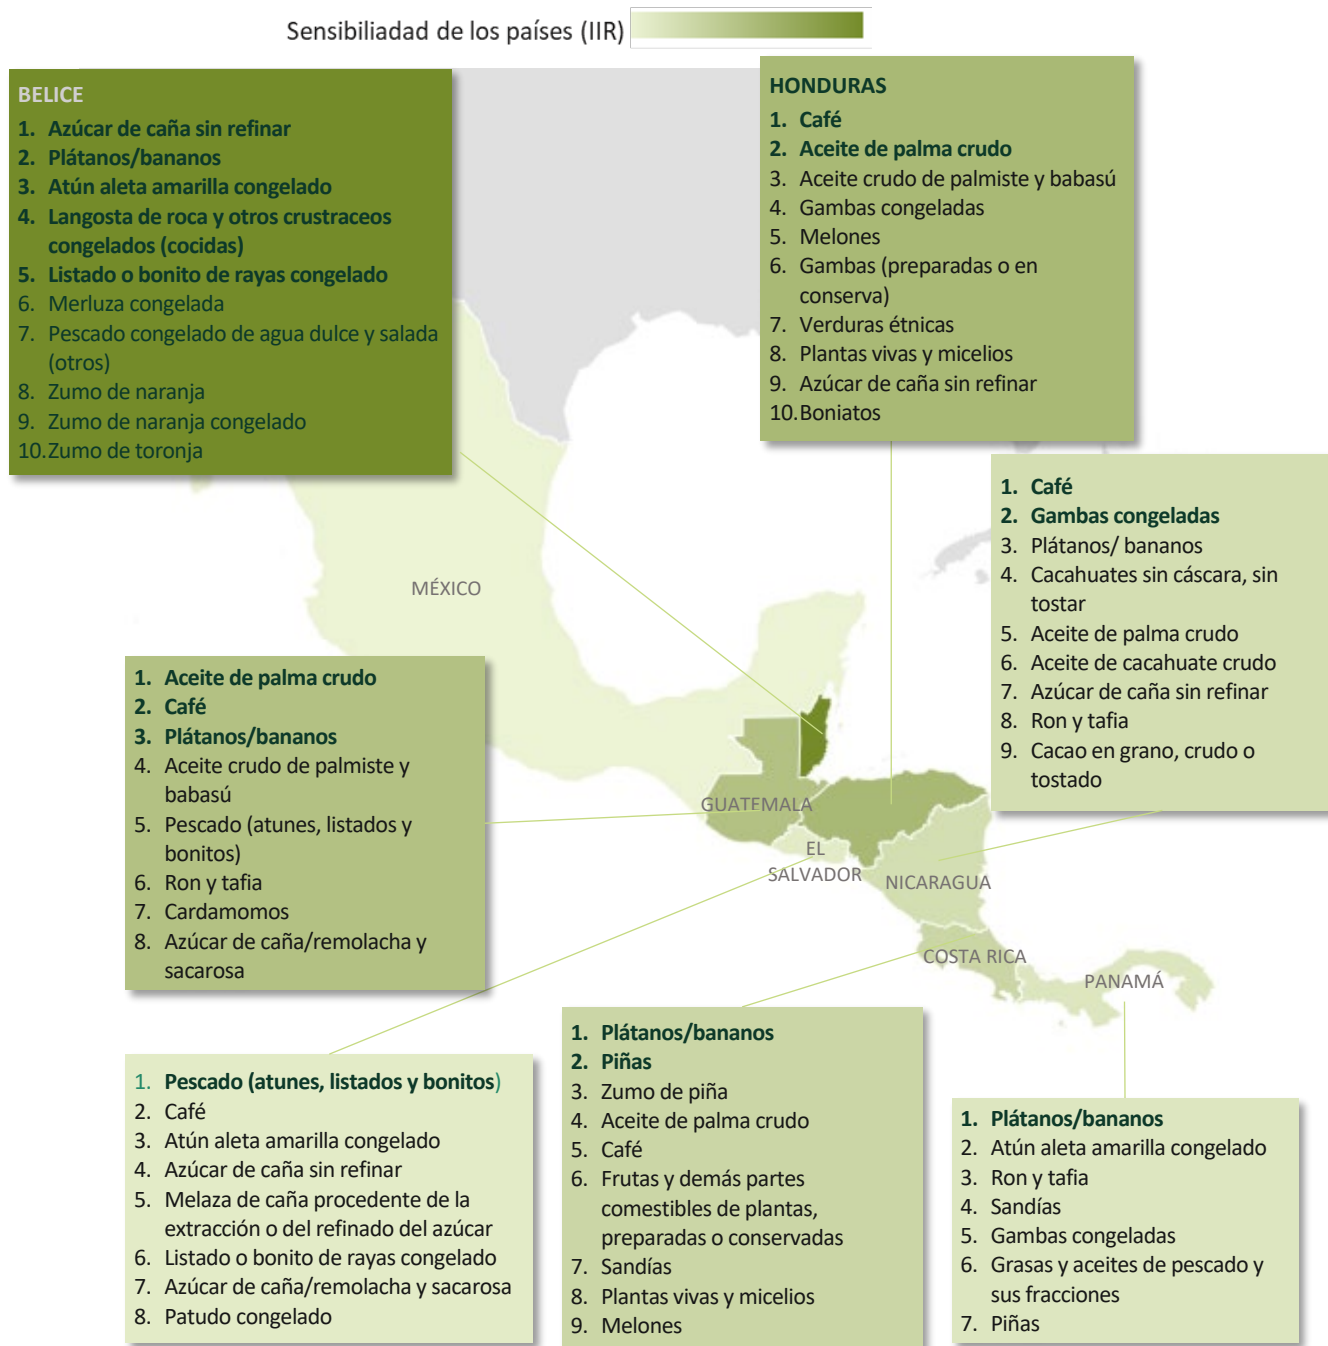 Sensibiliadad de los países (IIR)
BELICE
1. Azúcar de caña sin refinar
2. Plátanos/bananos
3. Atún aleta amarilla congelado
4. Langosta de roca y otros crustraceos
congelados (cocidas)
5. Listado o bonito de rayas congelado
6. Merluza congelada
7. Pescado congelado de agua dulce y salada
(otros)
8. Zumo de naranja
9. Zumo de naranja congelado
10.Zumo de toronja
HONDURAS
1. Café
2. Aceite de palma crudo
3. Aceite crudo de palmiste y babasú
4. Gambas congeladas
5. Melones
6. Gambas (preparadas o en
conserva)
7. Verduras étnicas
8. Plantas vivas y micelios
9. Azúcar de caña sin refinar
10.Boniatos
1. Café
2. Gambas congeladas
3. Plátanos/ bananos
4. Cacahuates sin cáscara, sin
tostar
5. Aceite de palma crudo
6. Aceite de cacahuate crudo
7. Azúcar de caña sin refinar
8. Ron y tafia
9. Cacao en grano, crudo o
tostado
MÉXICO
1. Aceite de palma crudo
2. Café
3. Plátanos/bananos
4. Aceite crudo de palmiste y
babasú
5. Pescado (atunes, listados y
bonitos)
6. Ron y tafia
7. Cardamomos
8. Azúcar de caña/remolacha y
sacarosa
GUATEMALA
EL
SALVADOR
NICARAGUA
COSTA RICA
PANAMÁ
1. Pescado (atunes, listados y bonitos)
2. Café
3. Atún aleta amarilla congelado
4. Azúcar de caña sin refinar
5. Melaza de caña procedente de la
extracción o del refinado del azúcar
6. Listado o bonito de rayas congelado
7. Azúcar de caña/remolacha y sacarosa
8. Patudo congelado
1. Plátanos/bananos
2. Piñas
3. Zumo de piña
4. Aceite de palma crudo
5. Café
6. Frutas y demás partes
comestibles de plantas,
preparadas o conservadas
7. Sandías
8. Plantas vivas y micelios
9. Melones
1. Plátanos/bananos
2. Atún aleta amarilla congelado
3. Ron y tafia
4. Sandías
5. Gambas congeladas
6. Grasas y aceites de pescado y
sus fracciones
7. Piñas